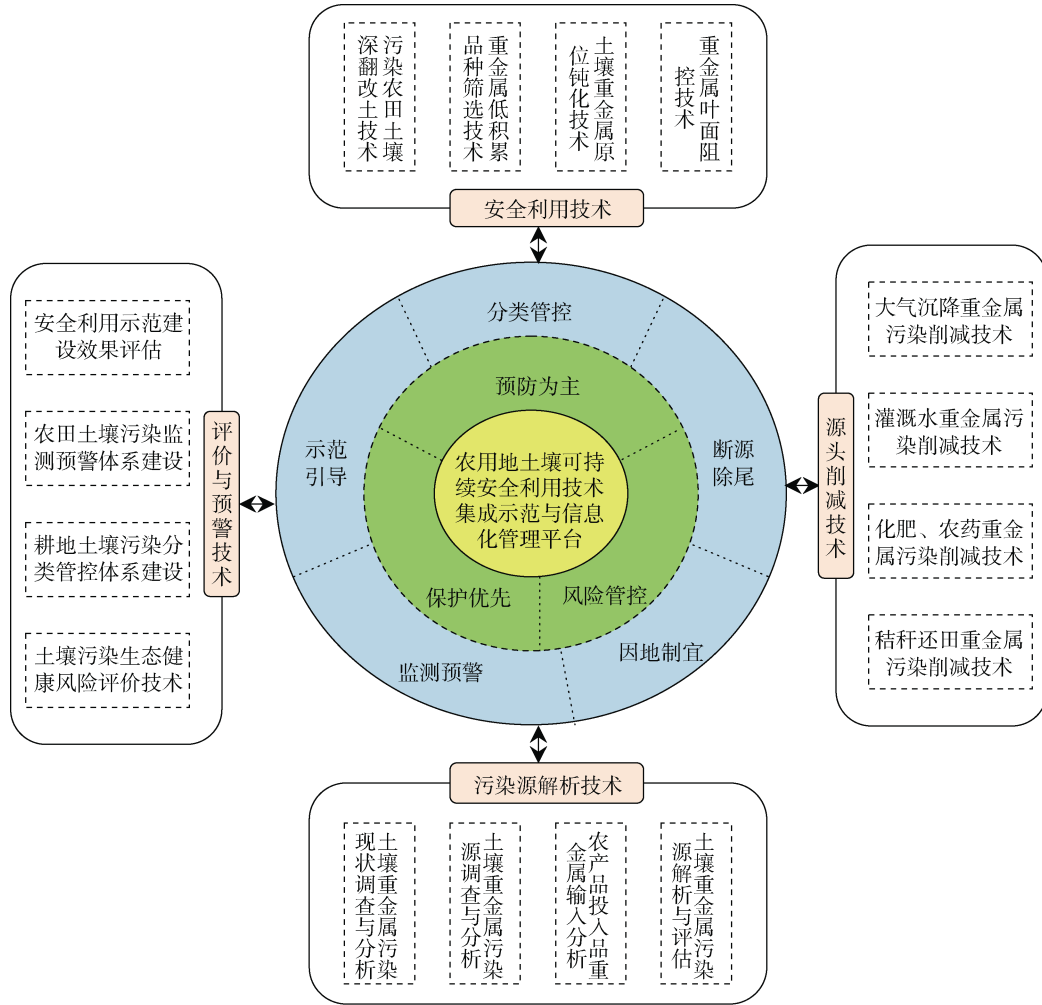 污染农田土壤
深翻改土技术
重金属低积累
品种筛选技术
土壤重金属原
位钝化技术
重金属叶面阻
控技术
安全利用技术
安全利用示范建
设效果评估
农田土壤污染监
测预警体系建设
耕地土壤污染分
类管控体系建设
土壤污染生态健
康风险评价技术
评价与预警技术
分类管控
预防为主
示范
引导
断源
除尾
农用地土壤可持
续安全利用技术
集成示范与信息
化管理平台
保护优先
风险管控
监测预警
因地制宜
源头削减技术
大气沉降重金属
污染削减技术
灌溉水重金属污
染削减技术
化肥、农药重金
属污染削减技术
秸秆还田重金属
污染削减技术
污染源解析技术
土壤重金属污染
现状调查与分析
土壤重金属污染
源调查与分析
农产品投入品重
金属输入分析
土壤重金属污染
源解析与评估